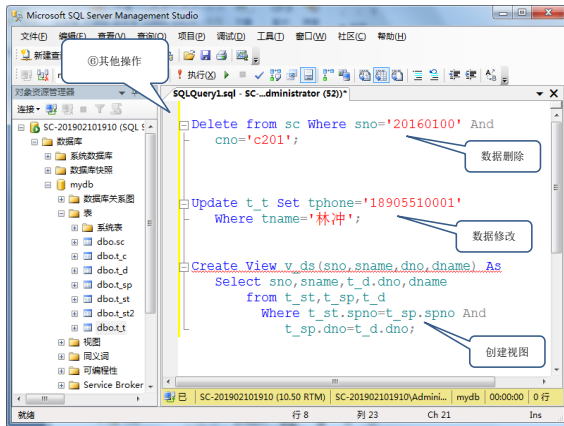 Microsoft SQL Server Management Studio
文件(F) 编辑(E) 查看(V) 查询(Q) 项目(P) 调试(D) 工具(T) 窗口(W) 社区(C) 帮助(H)
新建查
⑥其他操作
执行(X)
对象资源管理器
SQLQuery1.sql - SC-...dministrator (52))*
连接
SC-201902101910 (SQL S
数据库
系统数据库
数据库快照
mydb
数据库关系图
表
系统表
dbo.sc
dbo.t_c
dbo.t_d
dbo.t_sp
dbo.t_st
dbo.t_st2
dbo.t_t
视图
同义词
可编程性
Service Broker
Delete from sc Where sno='20160100' And
cno='c201';
数据删除
Update t_t Set tphone='18905510001'
Where tname='林冲';
数据修改
Create View v_ds(sno,sname,dno,dname) As
Select sno,sname,t_d.dno,dname
from t_st,t_sp,t_d
Where t_st.spno=t_sp.spno And
t_sp.dno=t_d.dno;
创建视图
SC-201902101910 (10.50 RTM) SC-201902101910\Admini... mydb 00:00:00 0 行
就绪 行 8 列 23 Ch 21 Ins